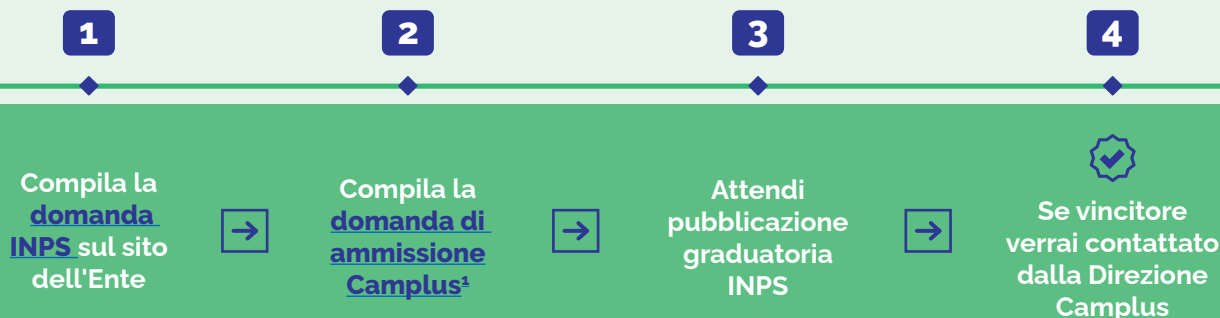 1
2
3
4
Compila la
domanda
INPS sul sito
dell'Ente
Compila la
domanda di
ammissione
Camplus¹
Attendi
pubblicazione
graduatoria
INPS
Se vincitore
verrai contattato
dalla Direzione
Camplus